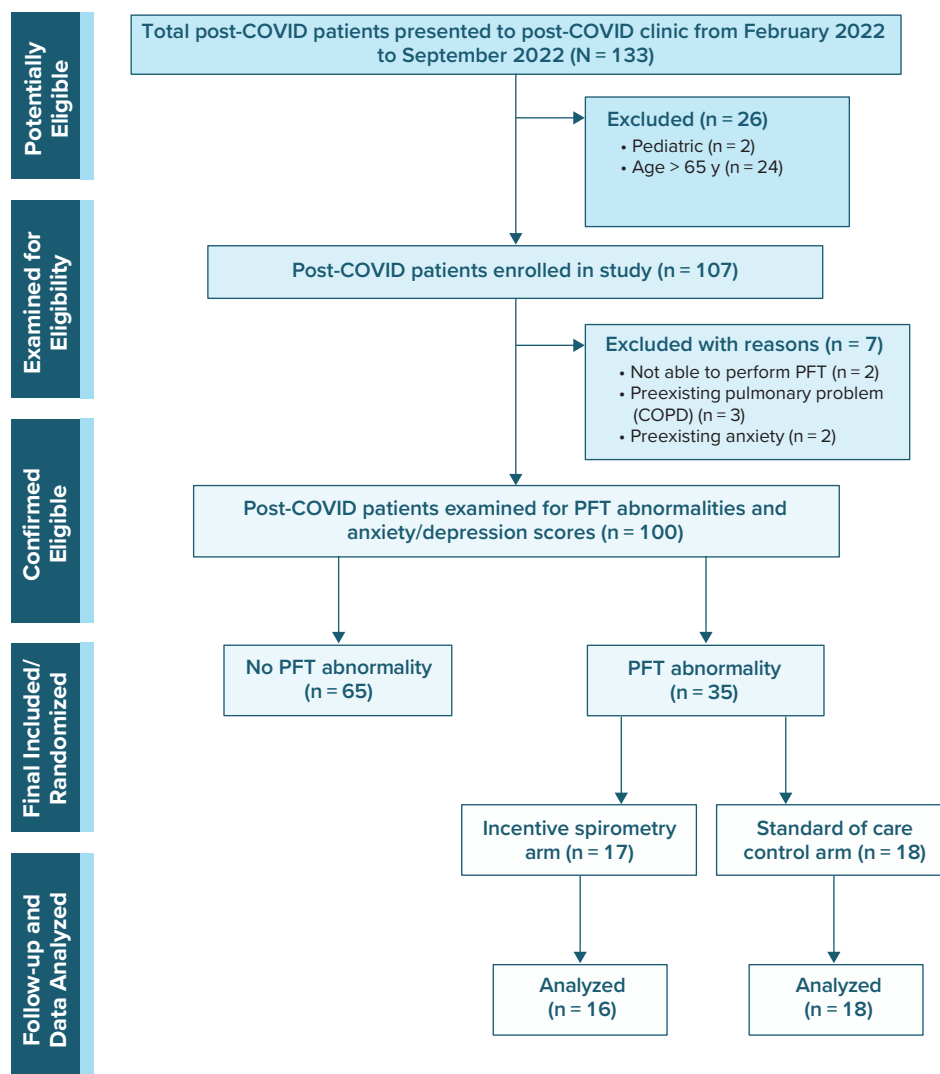 Potentially
Eligible
Total post-COVID patients presented to post-COVID clinic from February 2022
to September 2022 (N = 133)
Excluded (n = 26)
• Pediatric (n = 2)
• Age > 65 y (n = 24)
Examined for
Eligibility
Post-COVID patients enrolled in study (n = 107)
Excluded with reasons (n = 7)
• Not able to perform PFT (n = 2)
• Preexisting pulmonary problem
(COPD) (n = 3)
• Preexisting anxiety (n = 2)
Confirmed
Eligible
Post-COVID patients examined for PFT abnormalities and
anxiety/depression scores (n = 100)
Final Included/
Randomized
No PFT abnormality
(n = 65)
PFT abnormality
(n = 35)
Incentive spirometry
arm (n = 17)
Standard of care
control arm (n = 18)
Follow-up and
Data Analyzed
Analyzed
(n = 16)
Analyzed
(n = 18)